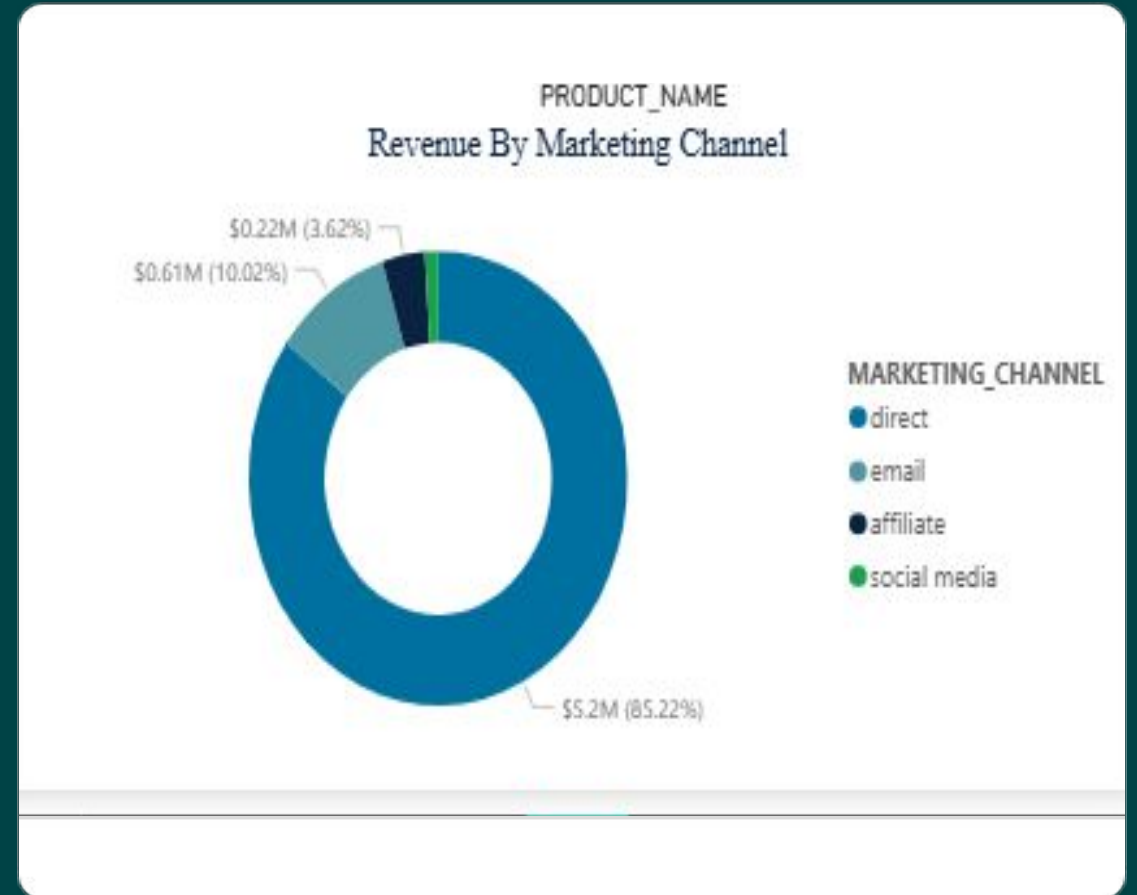 PRODUCT_NAME
Revenue By Marketing Channel
$0.22M (3.62%)
$0.61M (10.02%)
MARKETING_CHANNEL
direct
email
affiliate
social media
$5.2M (85.22%)